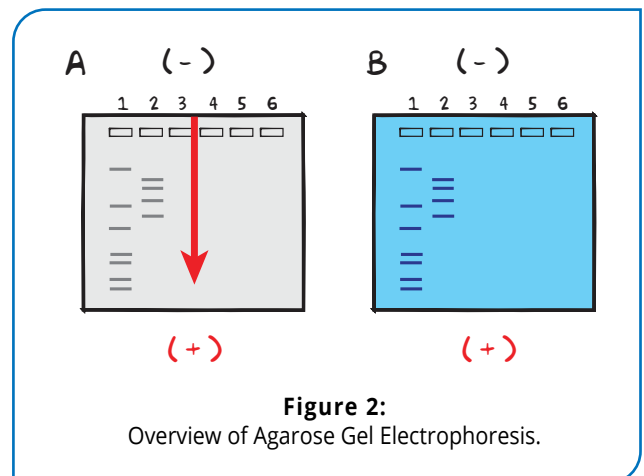 A (-) B (-)
1 2 3 4 5 6 1 2 3 4 5 6
(+) (+)
Figure 2:
Overview of Agarose Gel Electrophoresis.